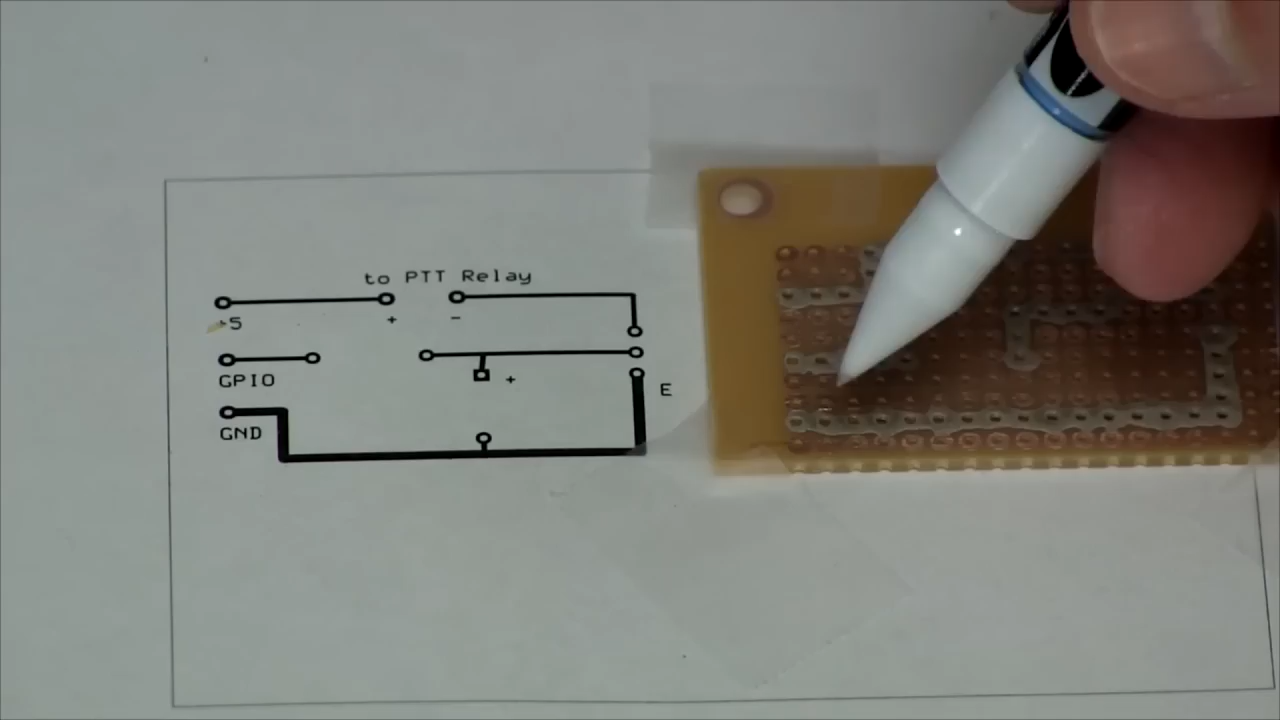 to PTT Relay
+5
+
-
GPIO
+
E
GND